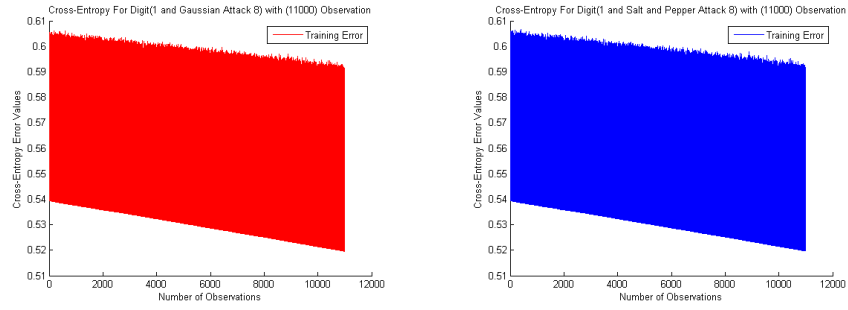 Cross-Entropy For Digit(1 and Gaussian Attack 8) with (11000) Observation
0.61
0.6
0.59
0.58
0.57
0.56
0.55
0.54
0.53
0.52
0.51
Cross-Entropy Error Values
Training Error
0 2000 4000 6000 8000 10000 12000
Number of Observations
Cross-Entropy For Digit(1 and Salt and Pepper Attack 8) with (11000) Observation
0.61
0.6
0.59
0.58
0.57
0.56
0.55
0.54
0.53
0.52
0.51
Cross-Entropy Error Values
Training Error
0 2000 4000 6000 8000 10000 12000
Number of Observations